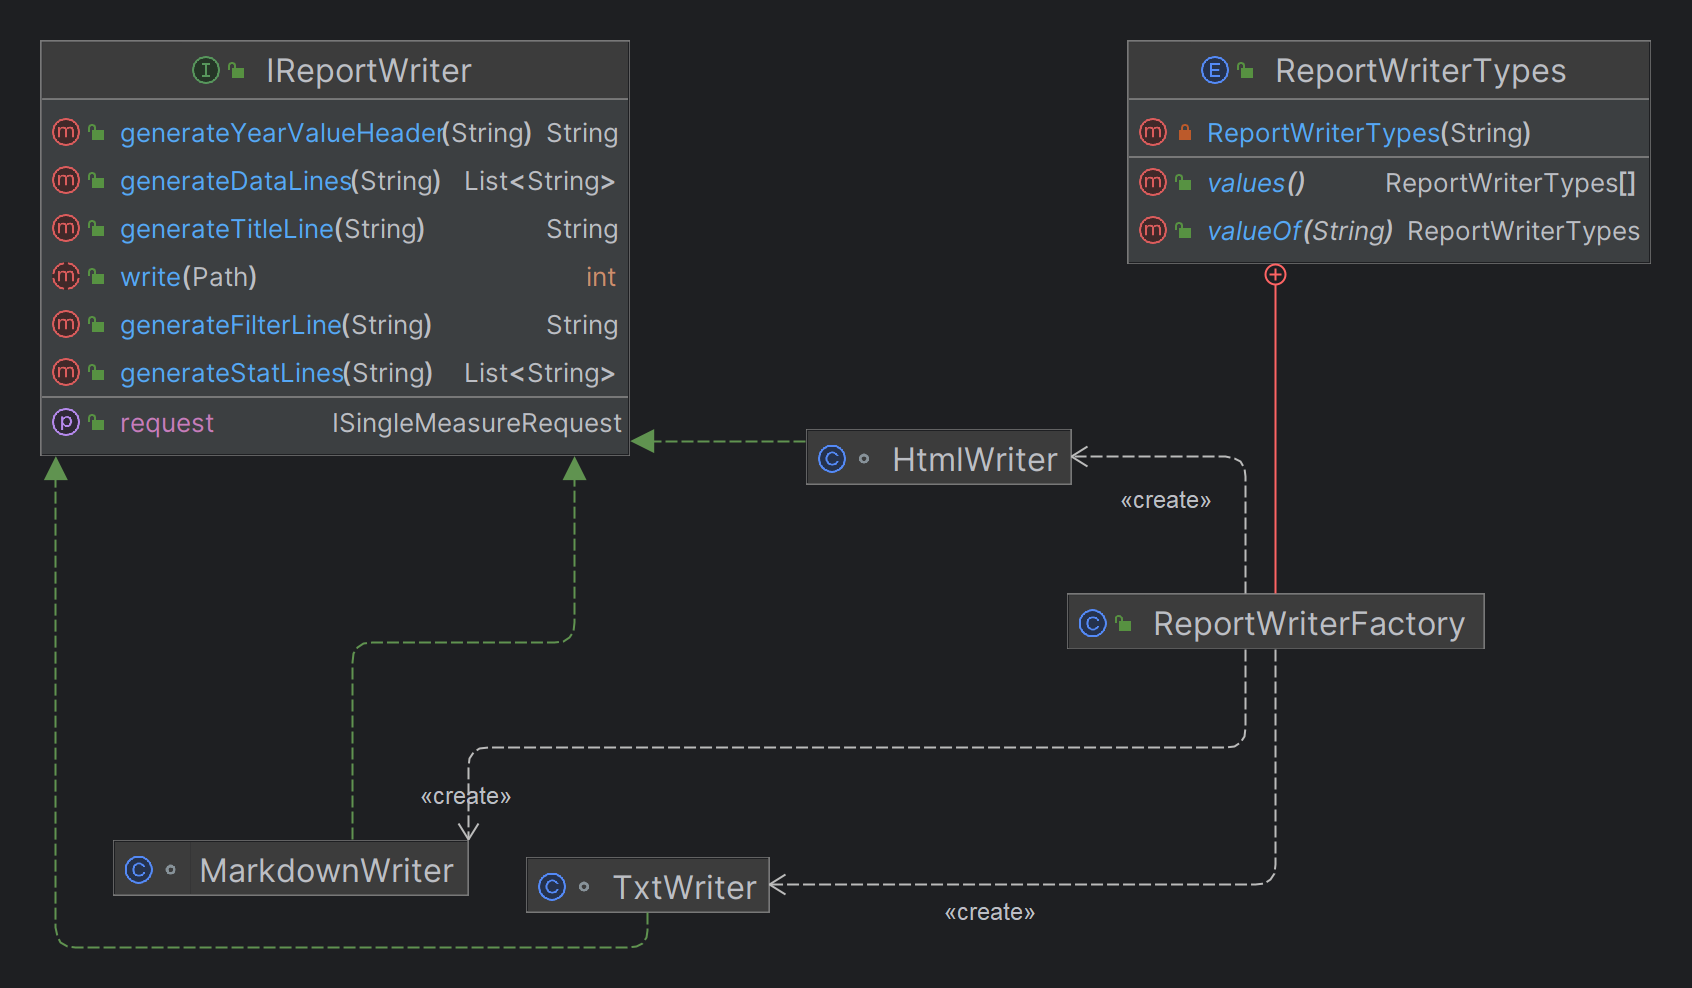 IReportWriter
generateYearValueHeader(String) String
generateDataLines(String) List<String>
generateTitleLine(String) String
write(Path) int
generateFilterLine(String) String
generateStatLines(String) List<String>
request ISingleMeasureRequest
ReportWriterTypes
ReportWriterTypes(String)
values() ReportWriterTypes[]
valueOf(String) ReportWriterTypes
HtmlWriter
«create»
ReportWriterFactory
«create»
MarkdownWriter
TxtWriter
«create»